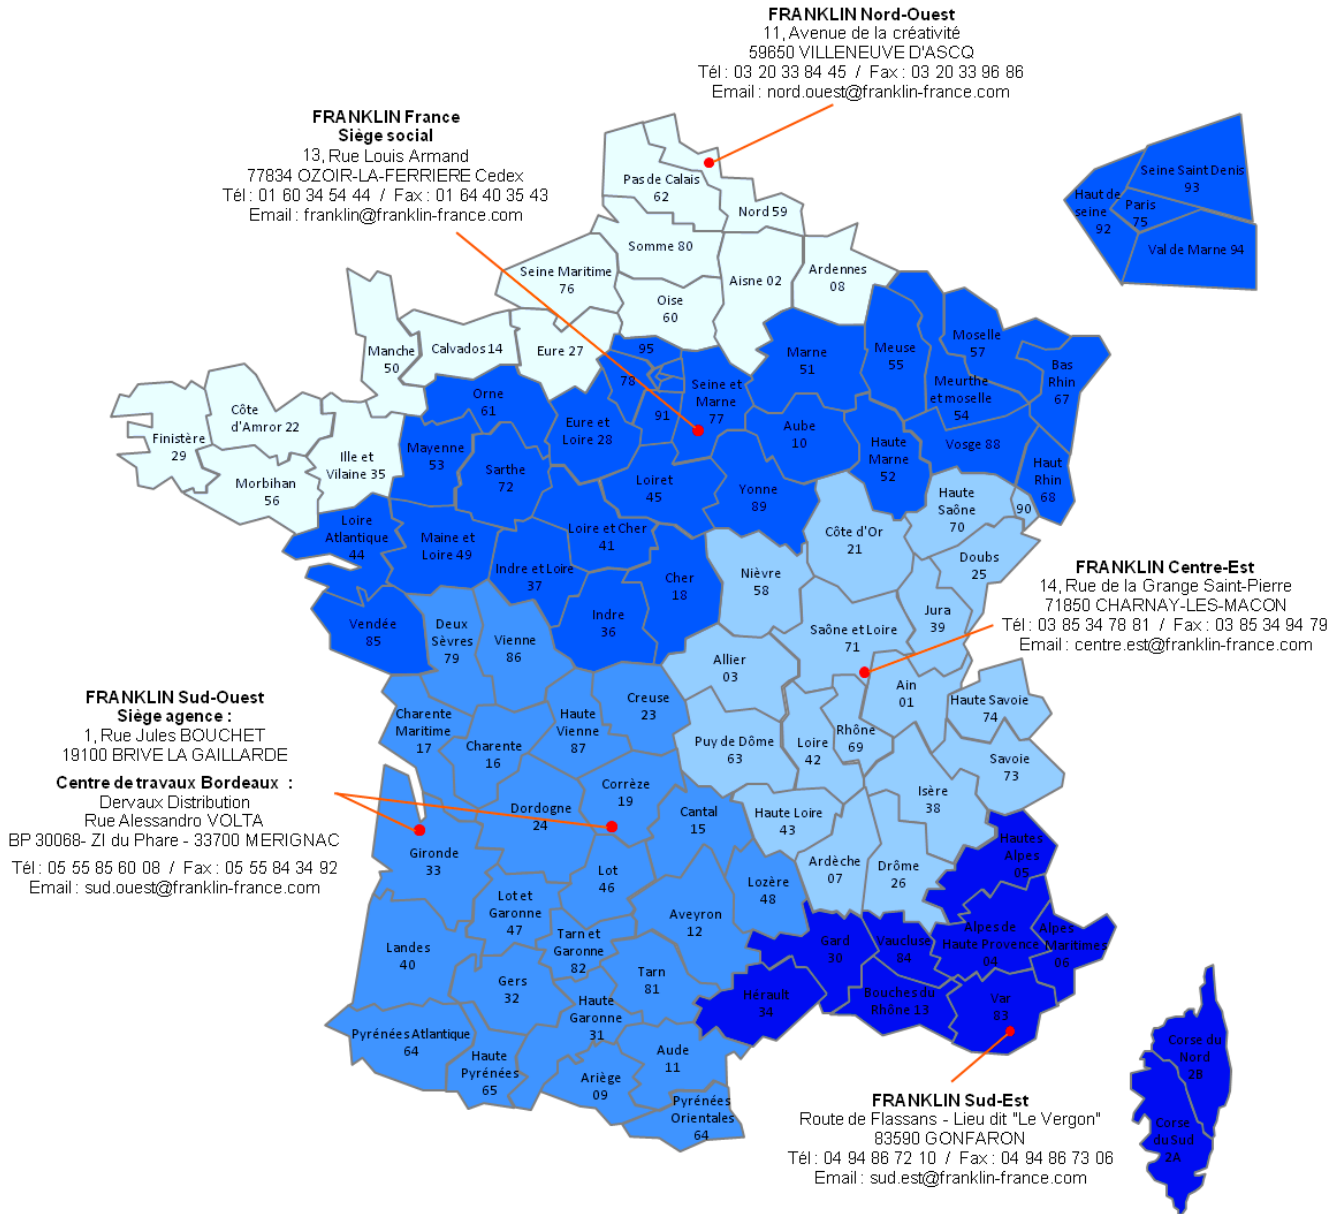 FRANKLIN Nord-Ouest
11, Avenue de la créativité
59650 VILLENEUVE D'ASCQ
Tél : 03 20 33 84 45 / Fax : 03 20 33 96 86
Email : nord.ouest@franklin-france.com
FRANKLIN France
Siège social
13, Rue Louis Armand
77834 OZOIR-LA-FERRIERE Cedex
Tél : 01 60 34 54 44 / Fax : 01 64 40 35 43
Email : franklin@franklin-france.com
Seine Saint Denis
93
Haut de
seine
92
Paris
75
Val de Marne 94
Pas de Calais
62
Nord 59
Somme 80
Seine Maritime
76
Oise
60
Aisne 02
Ardennes
08
Manche
50
Calvados 14
Eure 27
95
78
91
Seine et
Marne
77
Marne
51
Meuse
55
Moselle
57
Meurthe
et moselle
54
Bas
Rhin
67
Finistère
29
Côte
d'Amror 22
Morbihan
56
Ille et
Vilaine 35
Orne
61
Mayenne
53
Sarthe
72
Eure et
Loire 28
Loiret
45
Yonne
89
Aube
10
Haute
Marne
52
Vosge 88
Haut
Rhin
68
Loire
Atlantique
44
Maine et
Loire 49
Indre et Loire
37
Loire et Cher
41
Cher
18
Indre
36
Vendée
85
Nièvre
58
Côte d'Or
21
Haute
Saône
70
90
Doubs
25
Jura
39
Saône et Loire
71
Allier
03
Ain
01
Haute Savoie
74
Savoie
73
Puy de Dôme
63
Loire
42
Rhône
69
Isère
38
Haute Loire
43
Ardèche
07
Drôme
26
FRANKLIN Centre-Est
14, Rue de la Grange Saint-Pierre
71850 CHARNAY-LES-MACON
Tél : 03 85 34 78 81 / Fax : 03 85 34 94 79
Email : centre.est@franklin-france.com
Deux
Sèvres
79
Vienne
86
Creuse
23
Charente
Maritime
17
Charente
16
Haute
Vienne
87
Corrèze
19
Dordogne
24
Cantal
15
Gironde
33
Lot
46
Lozère
48
Lot et
Garonne
47
Aveyron
12
Landes
40
Tarn et
Garonne
82
Tarn
81
Gers
32
Haute
Garonne
31
Pyrénées Atlantique
64
Haute
Pyrénées
65
Ariège
09
Aude
11
Pyrénées
Orientales
64
FRANKLIN Sud-Ouest
Siège agence :
1, Rue Jules BOUCHET
19100 BRIVE LA GAILLARDE
Centre de travaux Bordeaux :
Dervaux Distribution
Rue Alessandro VOLTA
BP 30068- ZI du Phare - 33700 MERIGNAC
Tél : 05 55 85 60 08 / Fax : 05 55 84 34 92
Email : sud.ouest@franklin-france.com
Hautes
Alpes
05
Gard
30
Vaucluse
84
Alpes de
Haute Provence
04
Alpes
Maritimes
06
Hérault
34
Bouches du
Rhône 13
Var
83
Corse du
Nord
2B
Corse
du Sud
2A
FRANKLIN Sud-Est
Route de Flassans - Lieu dit "Le Vergon"
83590 GONFARON
Tél : 04 94 86 72 10 / Fax : 04 94 86 73 06
Email : sud.est@franklin-france.com